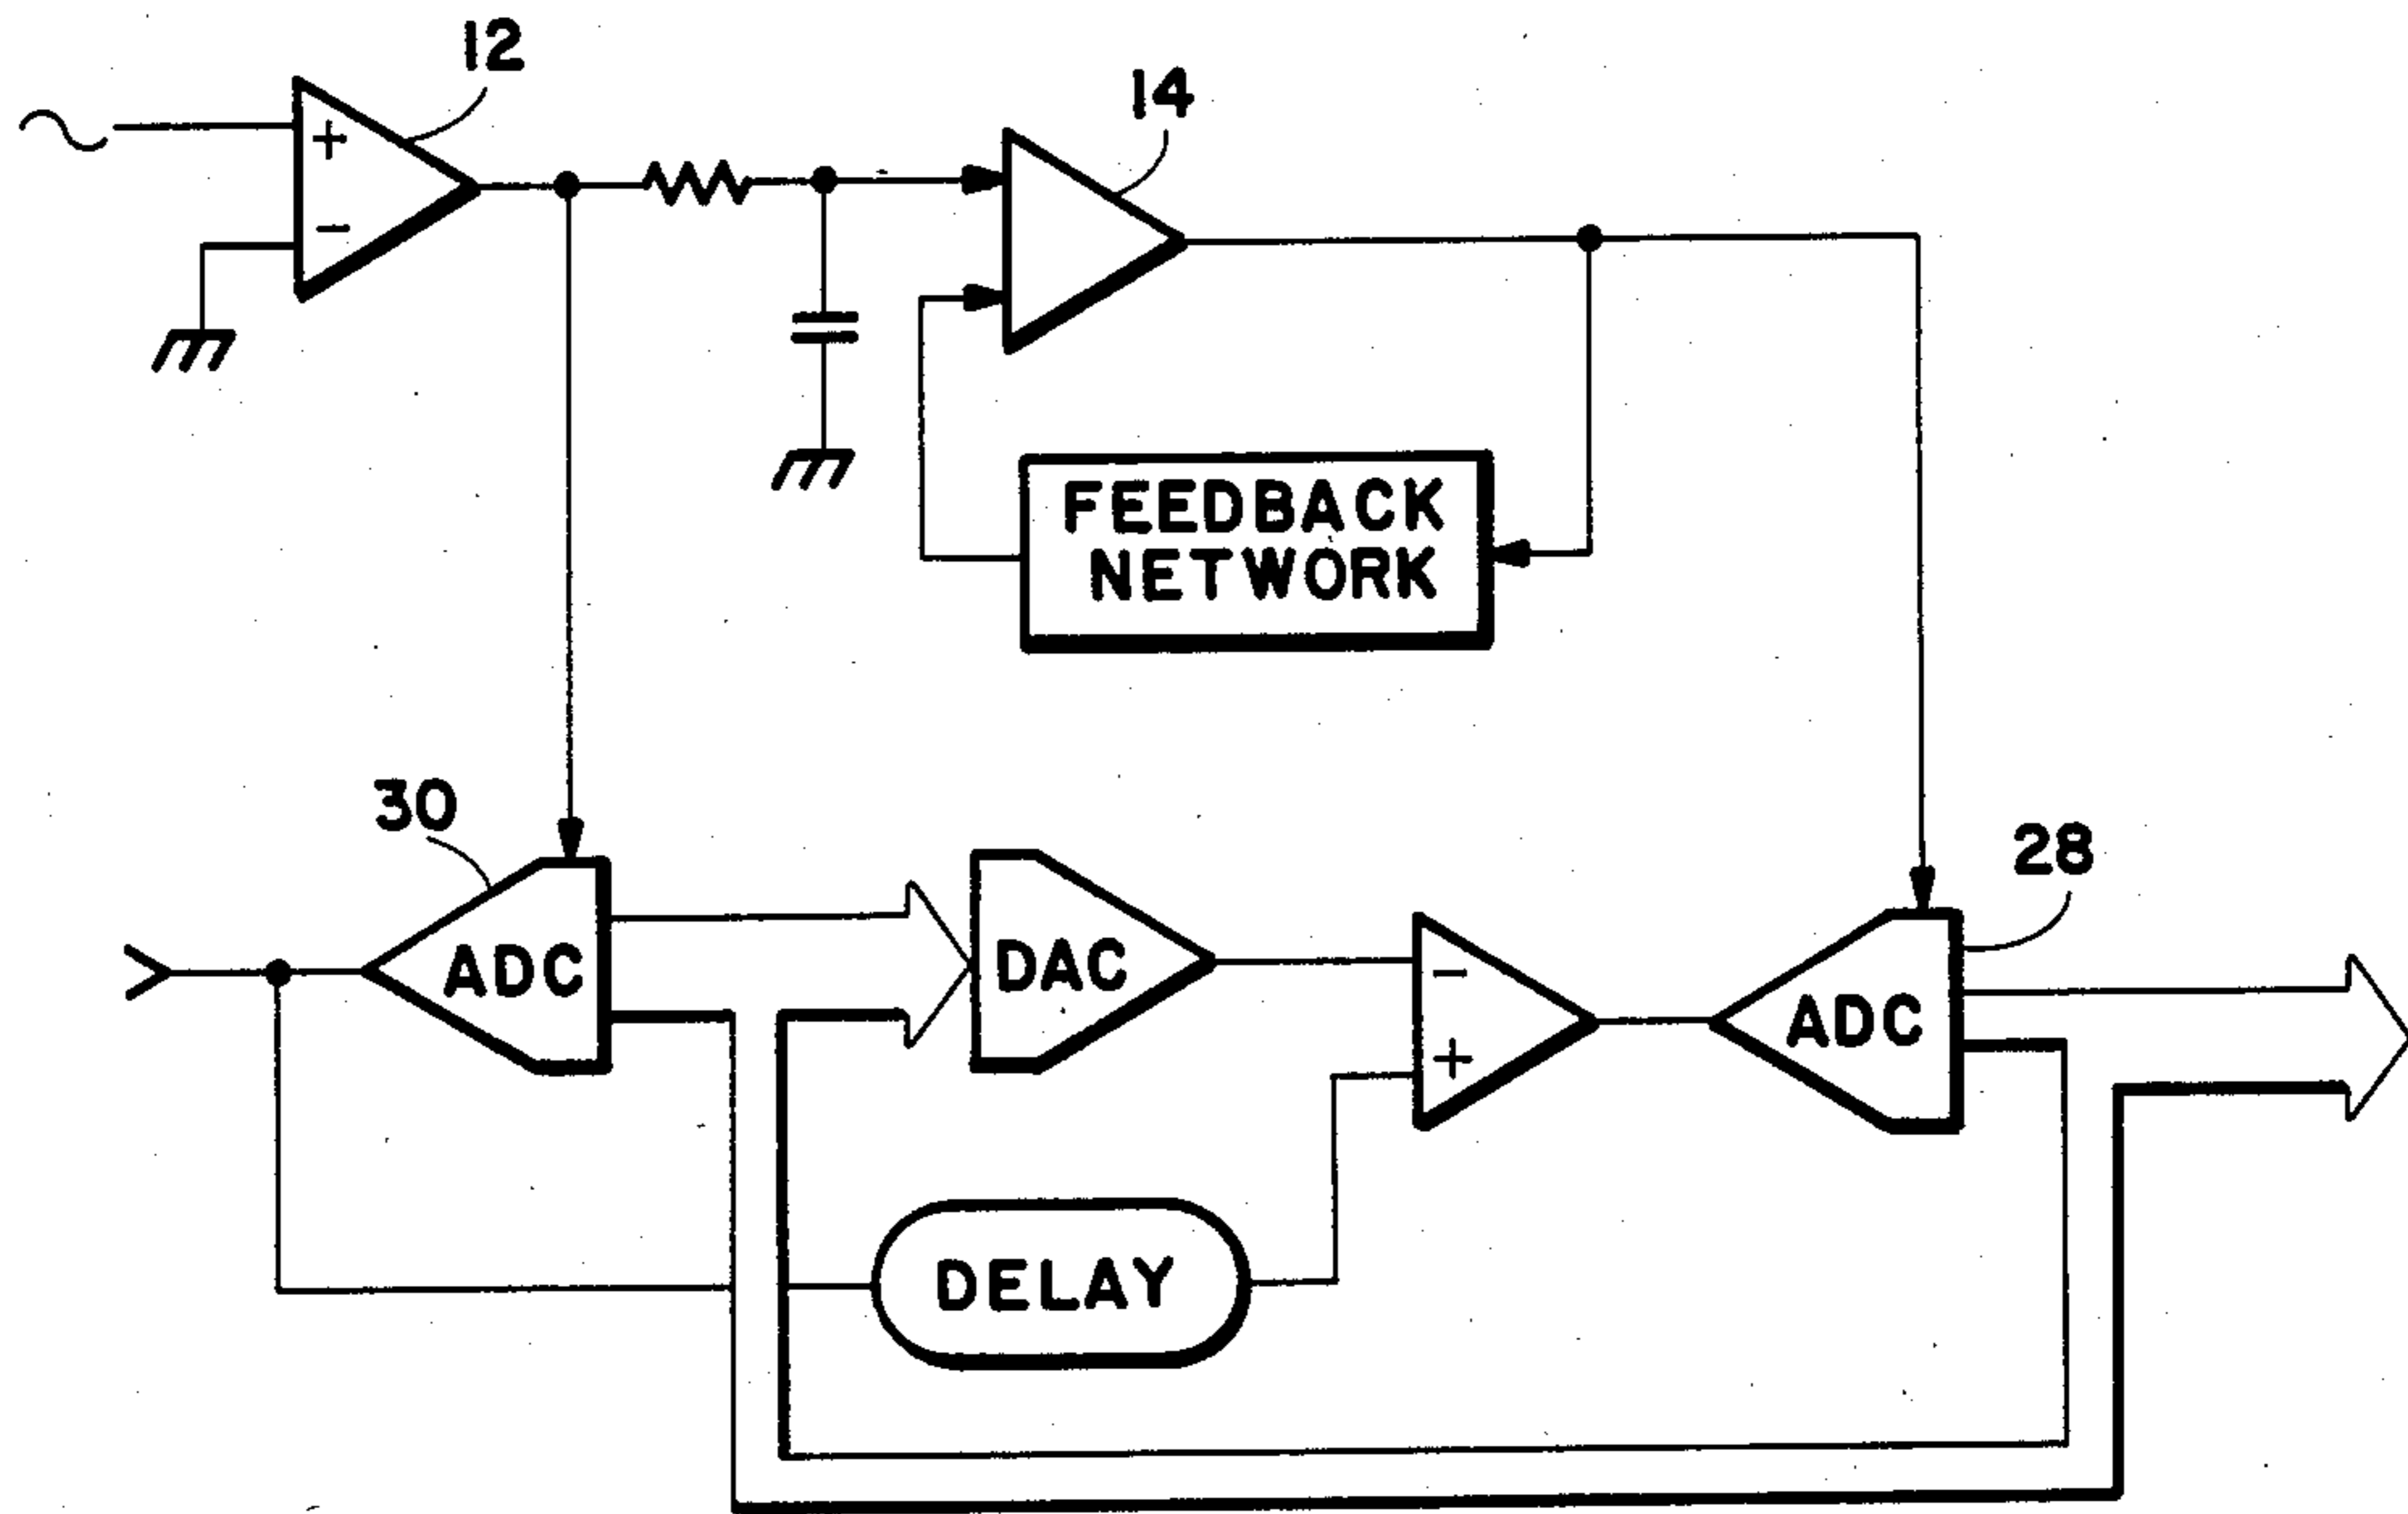 12
14
+
−
FEEDBACK
NETWORK
30
28
ADC
DAC
−
+
ADC
DELAY